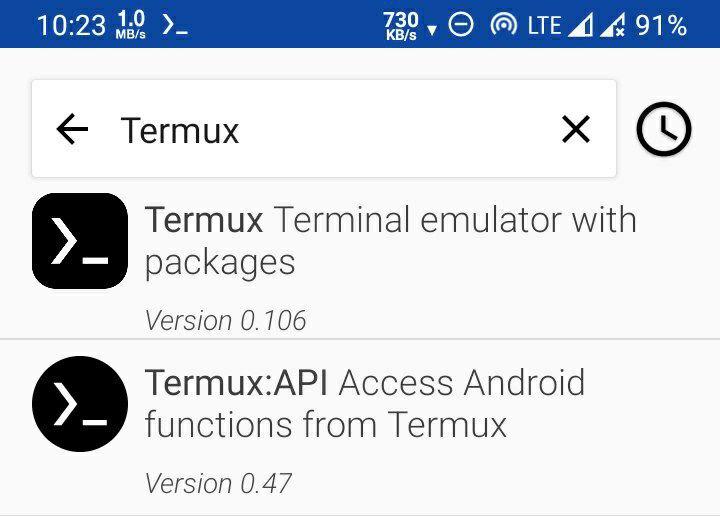 10:23 1.0 MB/s 730 KB/s LTE 91%
Termux
Termux Terminal emulator with
packages
Version 0.106
Termux:API Access Android
functions from Termux
Version 0.47